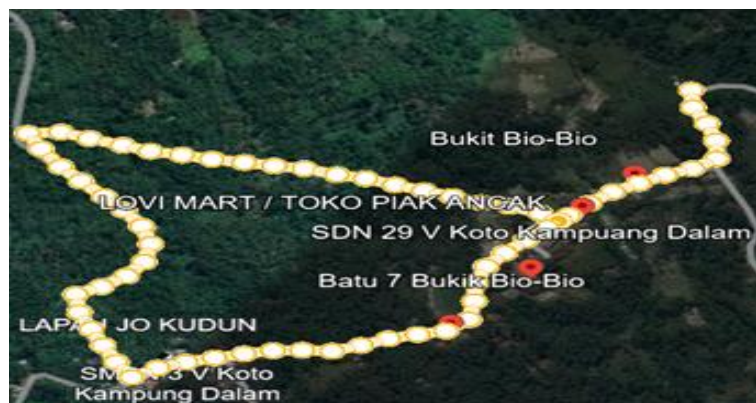 Bukit Bio-Bio
LOVI MART / TOKO PIAK ANCAK
SDN 29 V Koto Kampuang Dalam
Batu 7 Bukik Bio-Bio
JO KUDUN
3 V Koto
Kampung Dalam